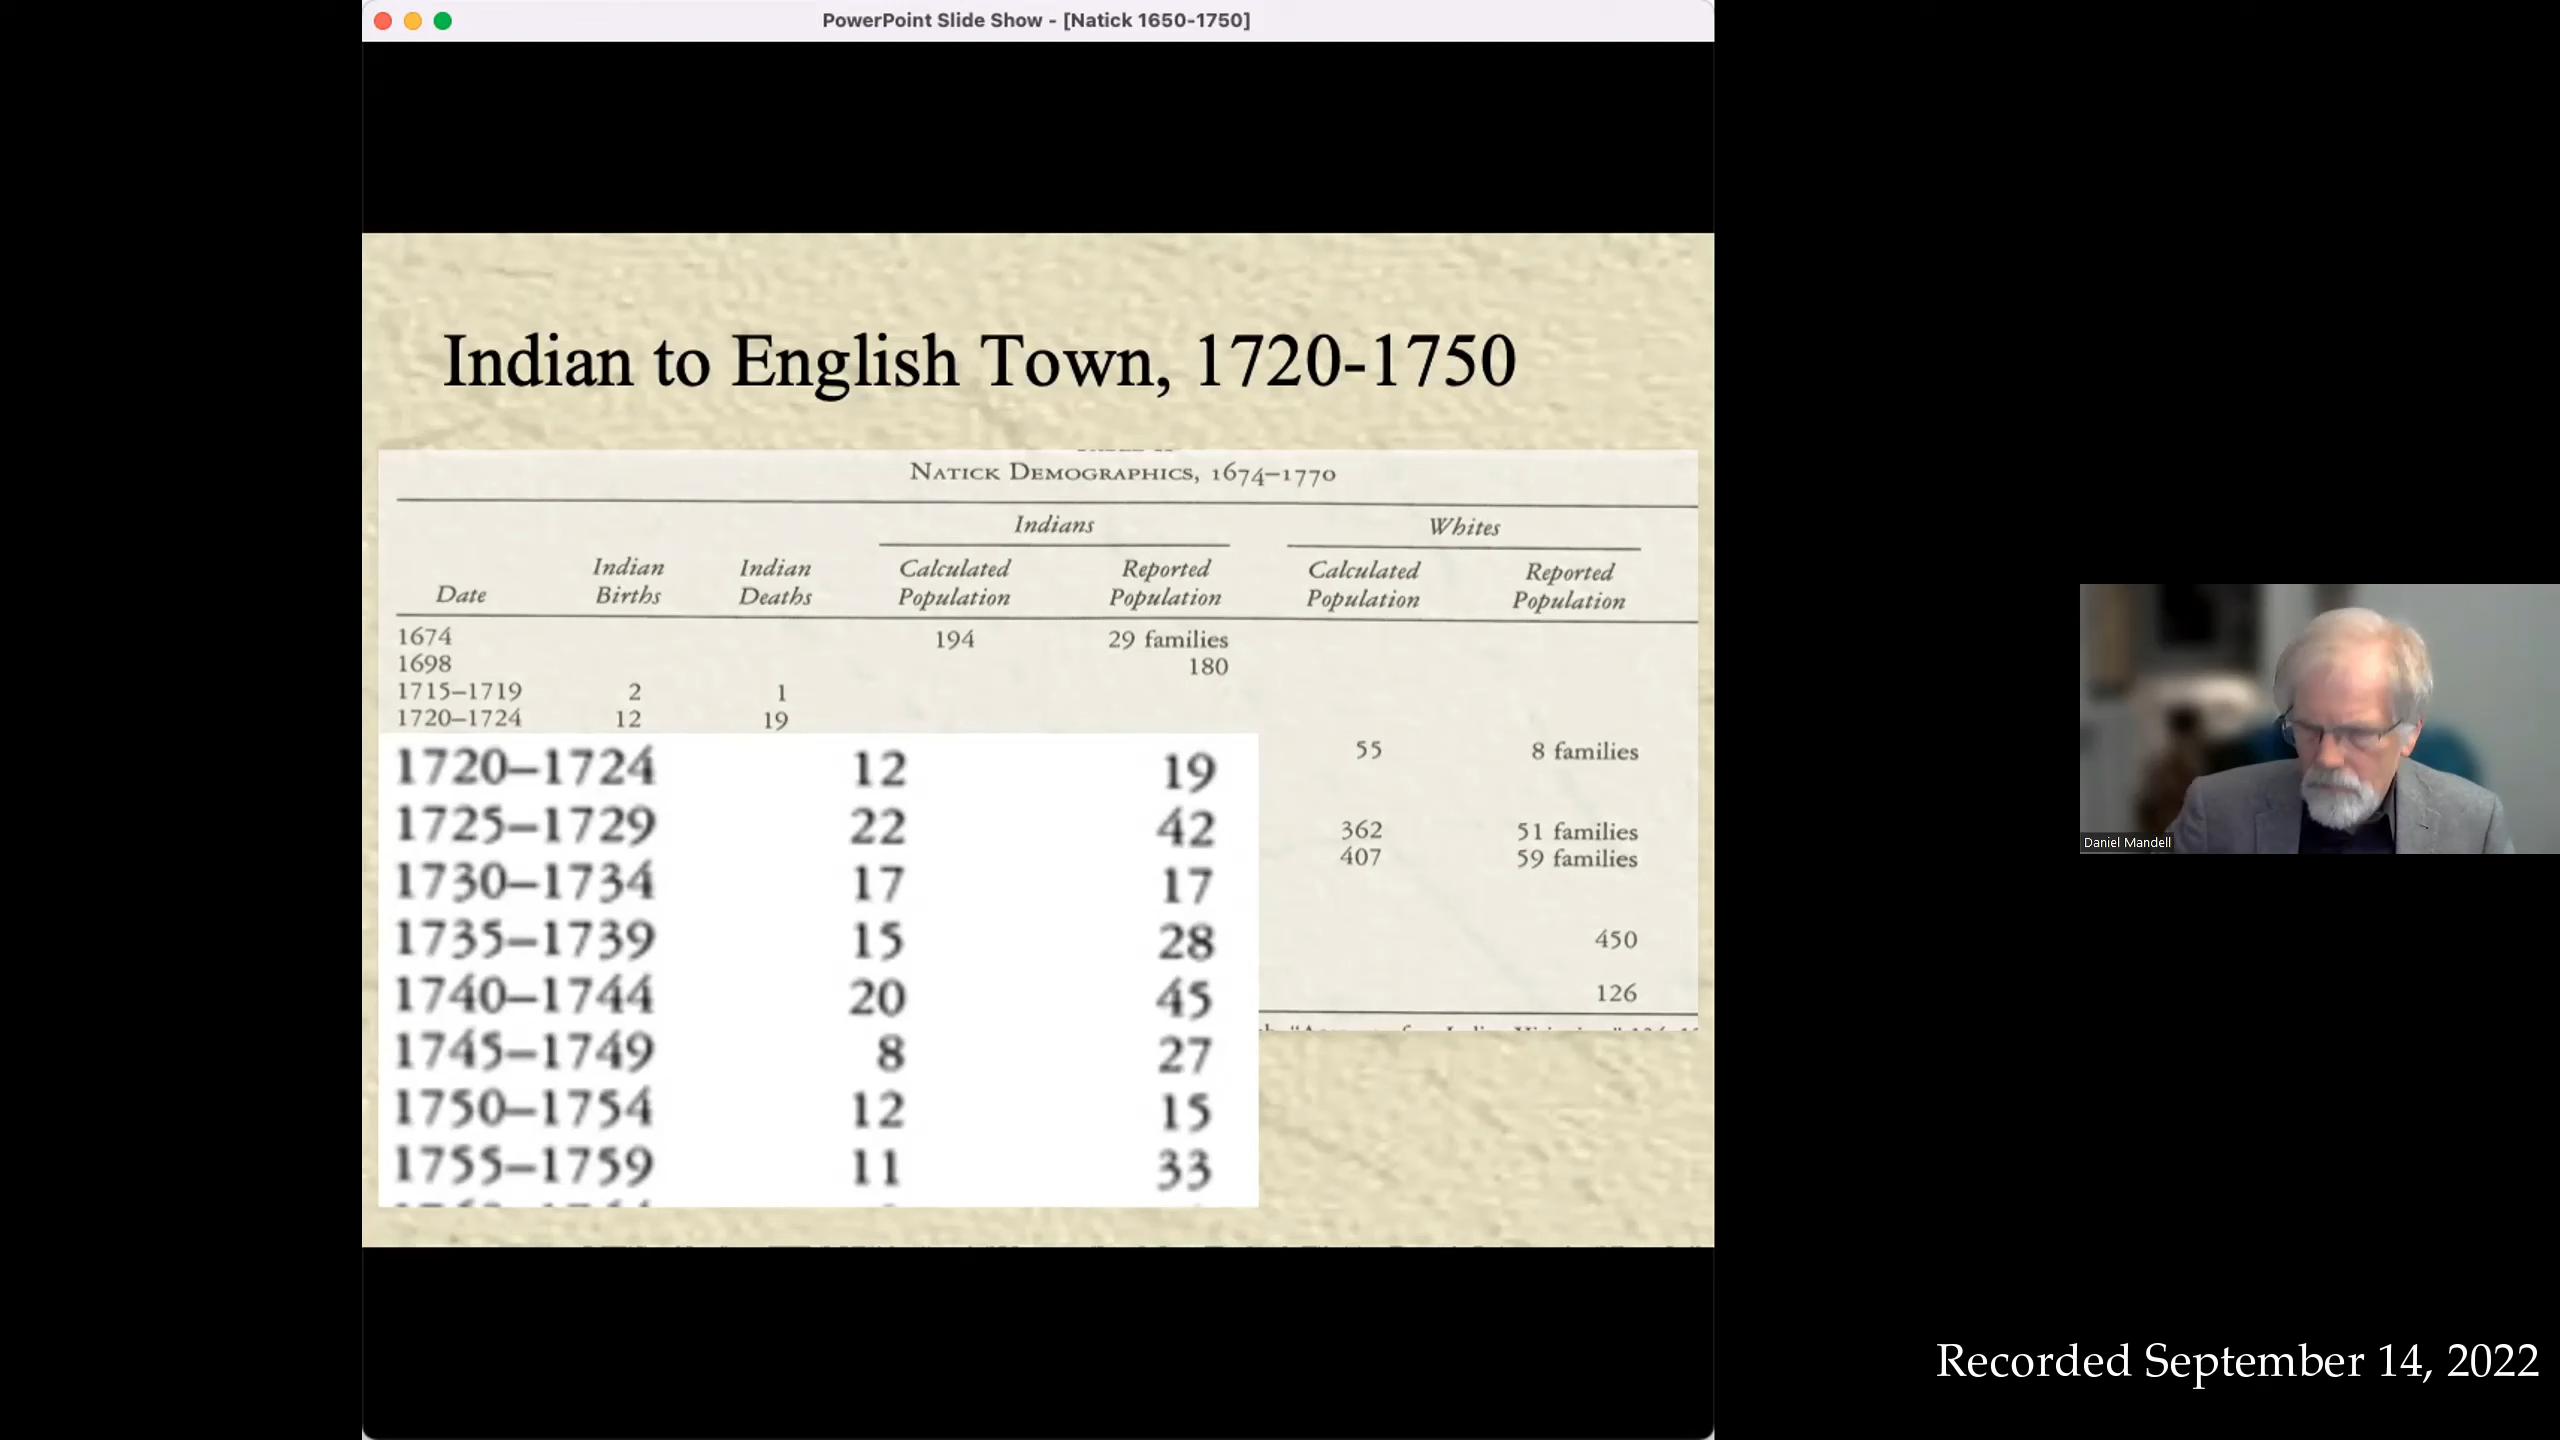 PowerPoint Slide Show - [Natick 1650-1750]
Indian to English Town, 1720-1750
NATICK DEMOGRAPHICS, 1674–1770
Indians Whites
Indian Indian Calculated Reported Calculated Reported
Date Births Deaths Population Population Population Population
1674 194 29 families
1698 180
1715–1719 2 1
1720–1724 12 19
55 8 families
362 51 families
407 59 families
450
126
1720–1724 12 19
1725–1729 22 42
1730–1734 17 17
1735–1739 15 28
1740–1744 20 45
1745–1749 8 27
1750–1754 12 15
1755–1759 11 33
Daniel Mandell
Recorded September 14, 2022